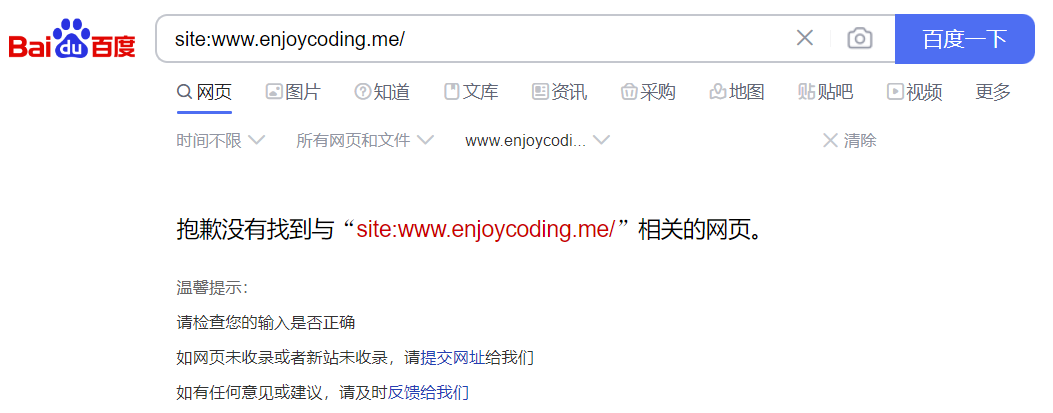 Bai du 百度 site:www.enjoycoding.me/ 百度一下
网页 图片 知道 文库 资讯 采购 地图 贴吧 视频 更多
时间不限 所有网页和文件 www.enjoycodi... 清除
抱歉没有找到与“site:www.enjoycoding.me/”相关的网页。
温馨提示：
请检查您的输入是否正确
如网页未收录或者新站未收录，请提交网址给我们
如有任何意见或建议，请及时反馈给我们